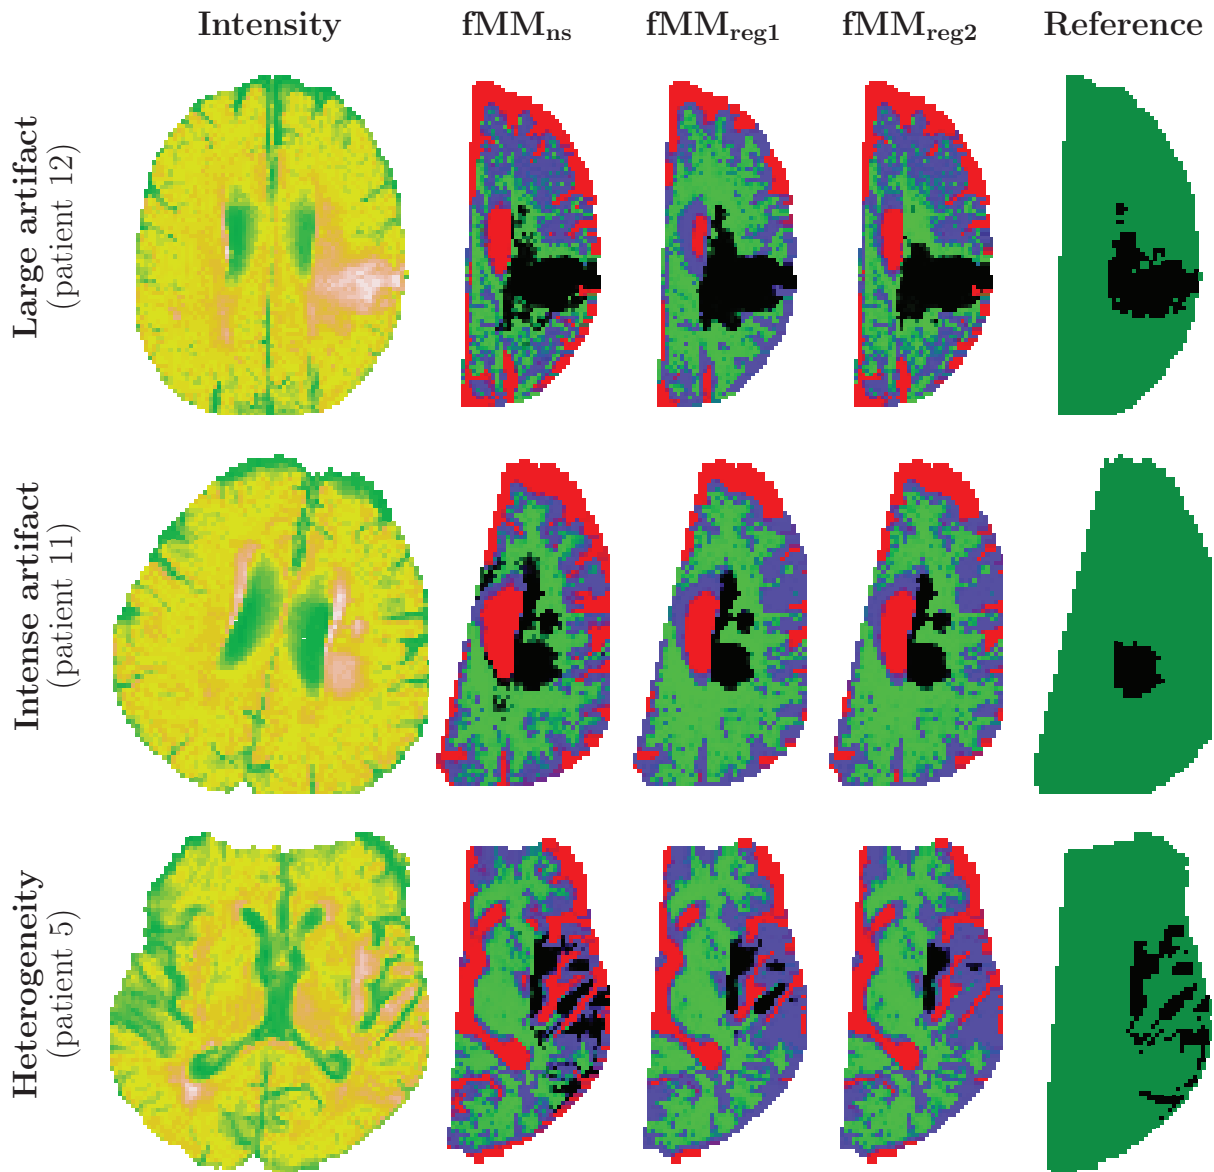 Intensity fMMns fMMreg1 fMMreg2 Reference
Large artifact
(patient 12)
Intense artifact
(patient 11)
Heterogeneity
(patient 5)